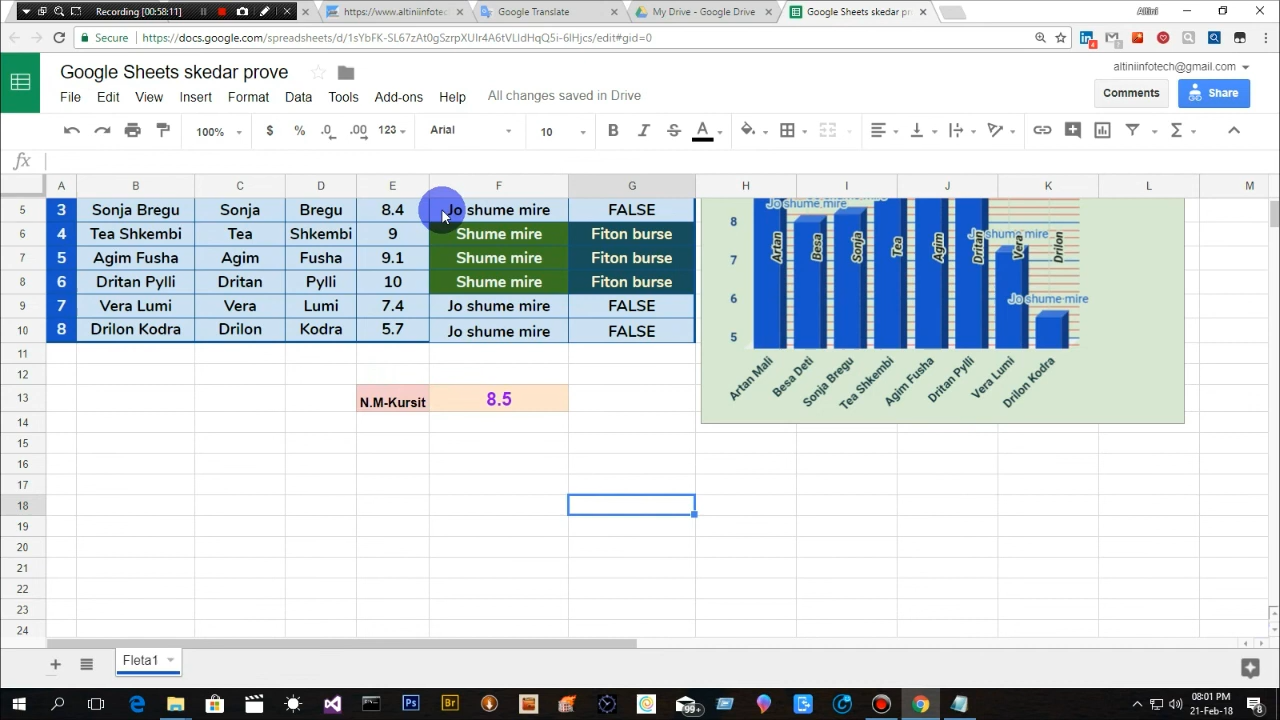 Recording [00:58:11]
https://www.altiniinfotec
Google Translate
My Drive - Google Drive
Google Sheets skedar pr
Altini
Secure
https://docs.google.com/spreadsheets/d/1sYbFK-SL67zAt0gSzrpXUIr4A6tVLldHqQ5i-6lHjcs/edit#gid=0
Google Sheets skedar prove
altiniinfotech@gmail.com
File Edit View Insert Format Data Tools Add-ons Help All changes saved in Drive
Comments
Share
100% $ % .0 .00 123 Arial 10 B I S A
fx
A B C D E F G H I J K L M
5 3 Sonja Bregu Sonja Bregu 8.4 Jo shume mire FALSE
6 4 Tea Shkembi Tea Shkembi 9 Shume mire Fiton burse
7 5 Agim Fusha Agim Fusha 9.1 Shume mire Fiton burse
8 6 Dritan Pylli Dritan Pylli 10 Shume mire Fiton burse
9 7 Vera Lumi Vera Lumi 7.4 Jo shume mire FALSE
10 8 Drilon Kodra Drilon Kodra 5.7 Jo shume mire FALSE
11
12
13 N.M-Kursit 8.5
14
15
16
17
18
19
20
21
22
23
24
Jo shume mire
8
7
6
5
Artan
Besa
Sonja
Tea
Agim
Dritan
Vera
Drilon
shume mire
Jo shume mire
Artan Mali
Besa Deti
Sonja Bregu
Tea Shkembi
Agim Fusha
Dritan Pylli
Vera Lumi
Drilon Kodra
Fleta1
99+
08:01 PM
21-Feb-18
8